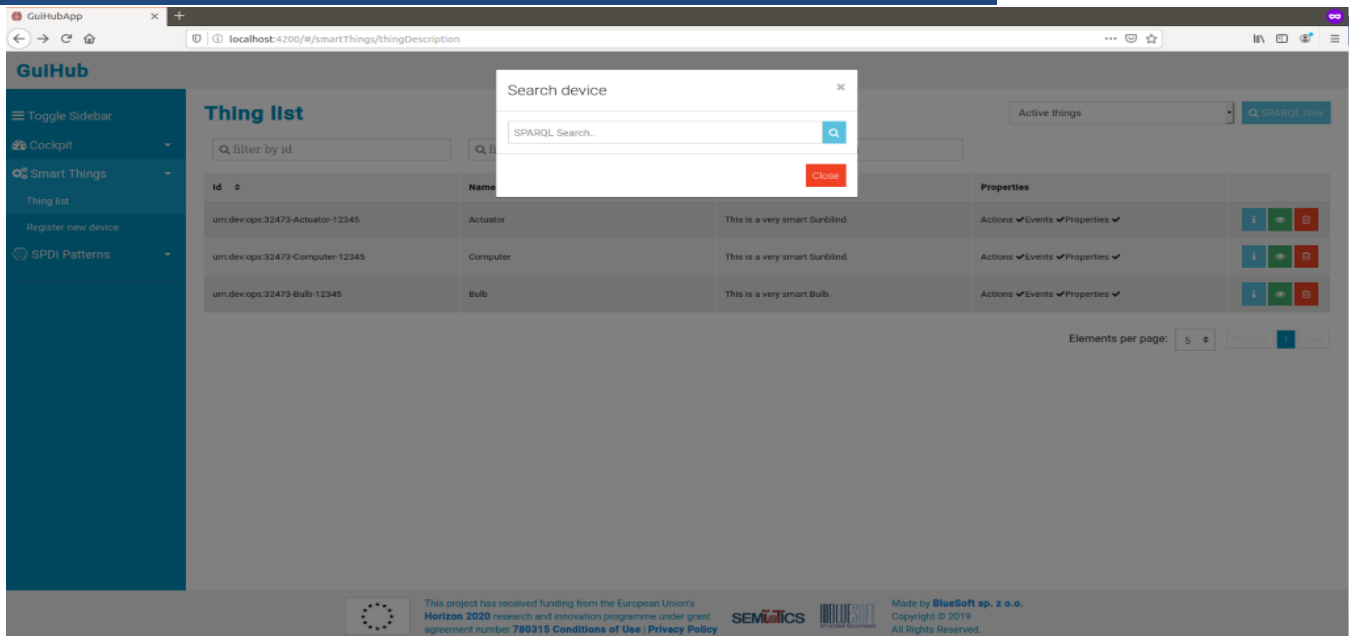 GuiHubApp
localhost:4200/#/smartThings/thingDescription
GuiHub
Search device
SPARQL Search..
Close
Toggle Sidebar
Cockpit
Smart Things
Thing list
Register new device
SPDI Patterns
Thing list
Active things
SPARQL filter
filter by id
Id Name Properties
urn:dev:ops:32473-Actuator-12345 Actuator This is a very smart Sunblind. Actions ✔Events ✔Properties ✔
urn:dev:ops:32473-Computer-12345 Computer This is a very smart Sunblind. Actions ✔Events ✔Properties ✔
urn:dev:ops:32473-Bulb-12345 Bulb This is a very smart Bulb. Actions ✔Events ✔Properties ✔
Elements per page: 5 1
This project has received funding from the European Union's
Horizon 2020 research and innovation programme under grant
agreement number 780315 Conditions of Use | Privacy Policy
SEMIoTICS
BLUESOFT
Made by BlueSoft sp. z o.o.
Copyright © 2019
All Rights Reserved.